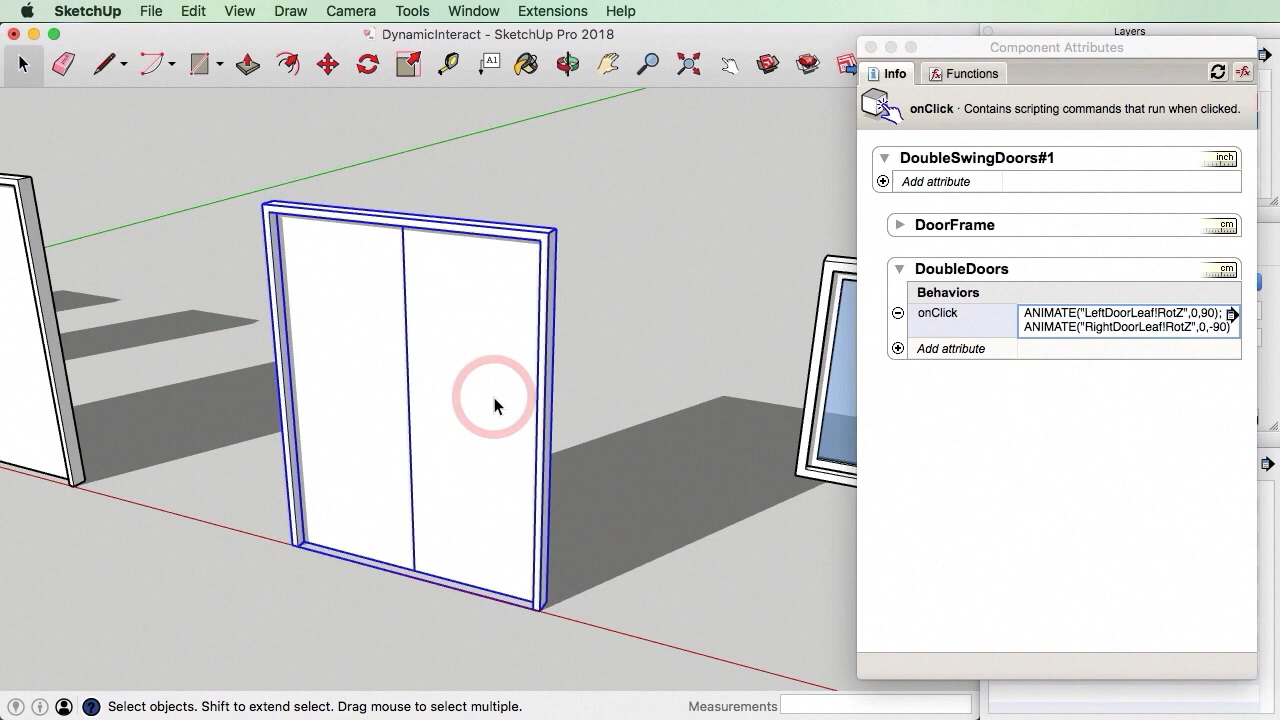 SketchUp File Edit View Draw Camera Tools Window Extensions Help
DynamicInteract - SketchUp Pro 2018
Layers
Component Attributes
Info
Functions
A1
onClick · Contains scripting commands that run when clicked.
DoubleSwingDoors#1
inch
Add attribute
DoorFrame
cm
DoubleDoors
cm
Behaviors
onClick
ANIMATE("LeftDoorLeaf!RotZ",0,90);
ANIMATE("RightDoorLeaf!RotZ",0,-90)
Add attribute
Select objects. Shift to extend select. Drag mouse to select multiple.
Measurements